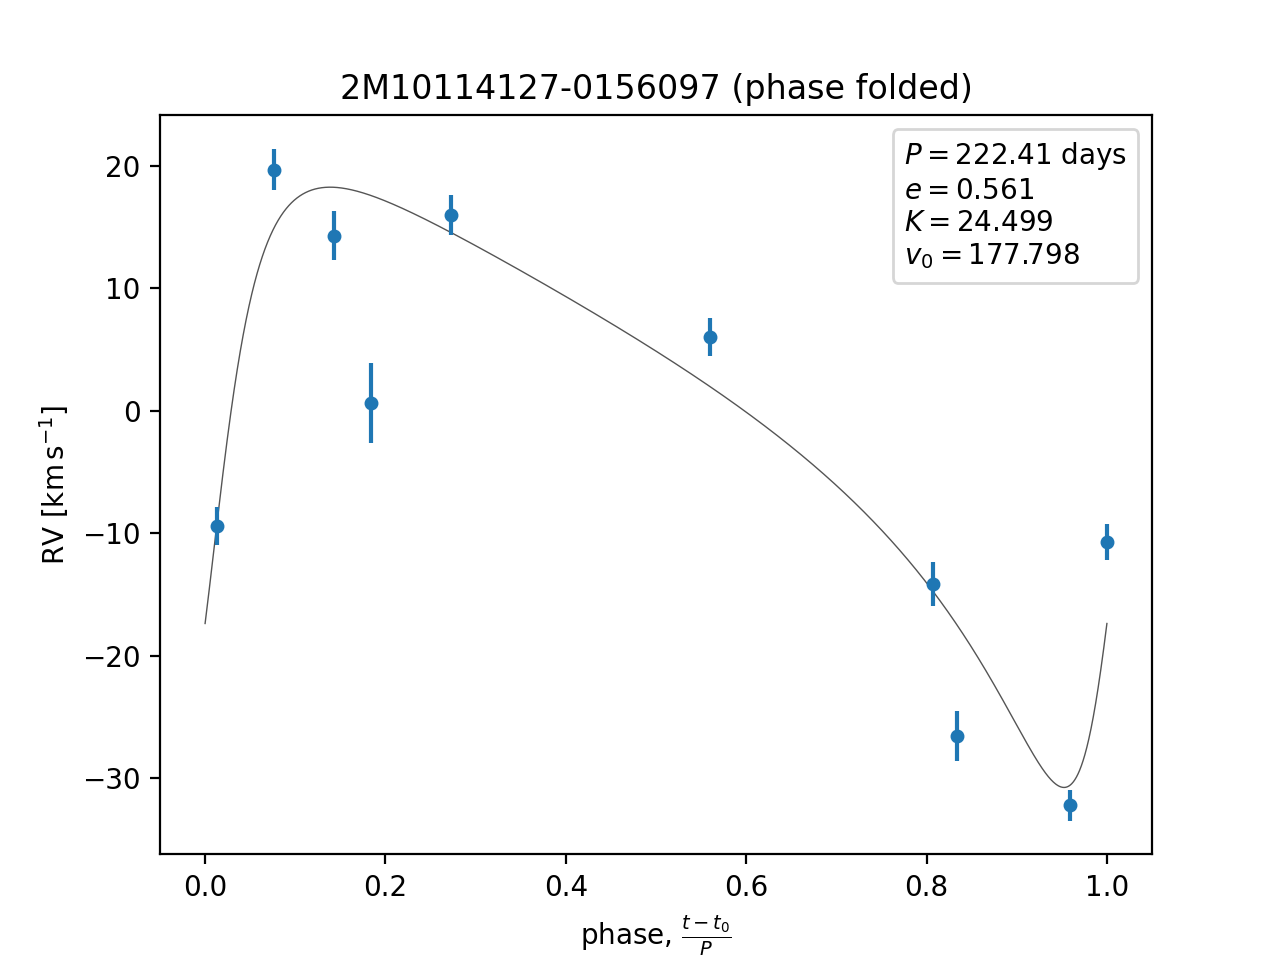 2M10114127-0156097 (phase folded)
P = 222.41 days
e = 0.561
K = 24.499
v₀ = 177.798
RV [km s⁻¹]
20
10
0
−10
−20
−30
0.0 0.2 0.4 0.6 0.8 1.0
phase, (t − t₀)/P